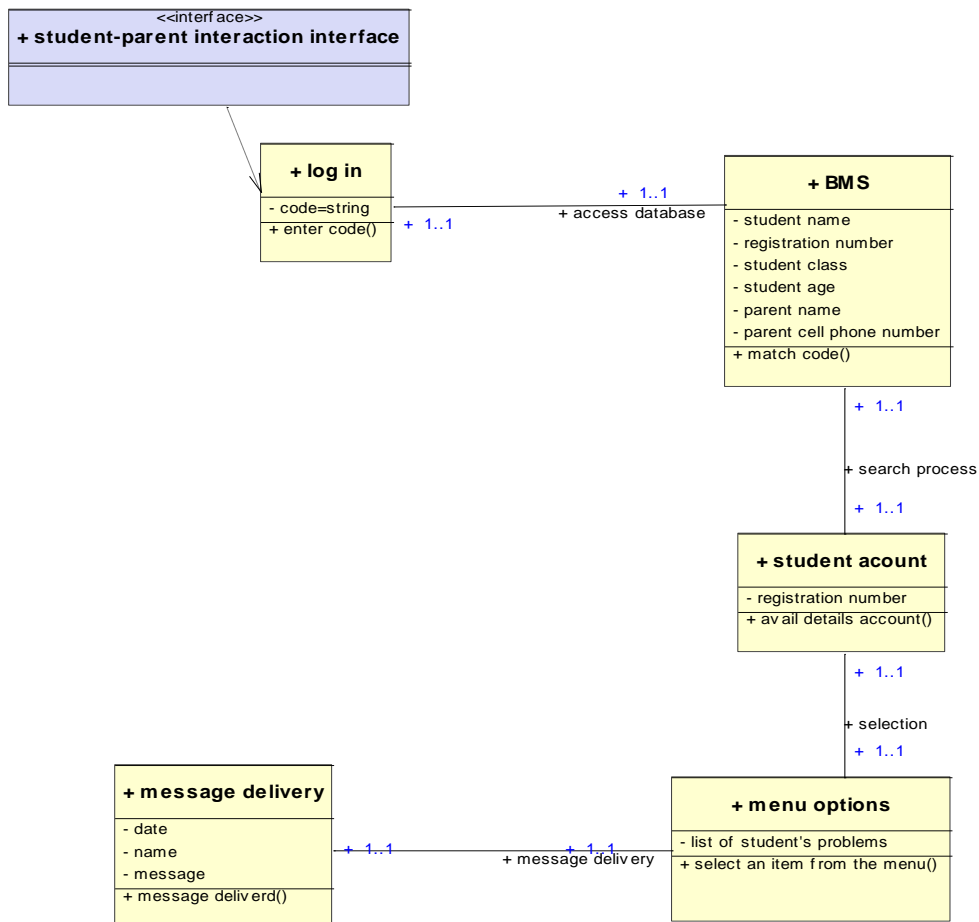 <<interface>>
+ student-parent interaction interface
+ log in
- code=string
+ enter code()
+ 1..1
+ 1..1
+ access database
+ BMS
- student name
- registration number
- student class
- student age
- parent name
- parent cell phone number
+ match code()
+ 1..1
+ search process
+ 1..1
+ student acount
- registration number
+ avail details account()
+ 1..1
+ selection
+ 1..1
+ message delivery
- date
- name
- message
+ message deliverd()
+ 1..1
+ 1..1
+ message delivery
+ menu options
- list of student's problems
+ select an item from the menu()